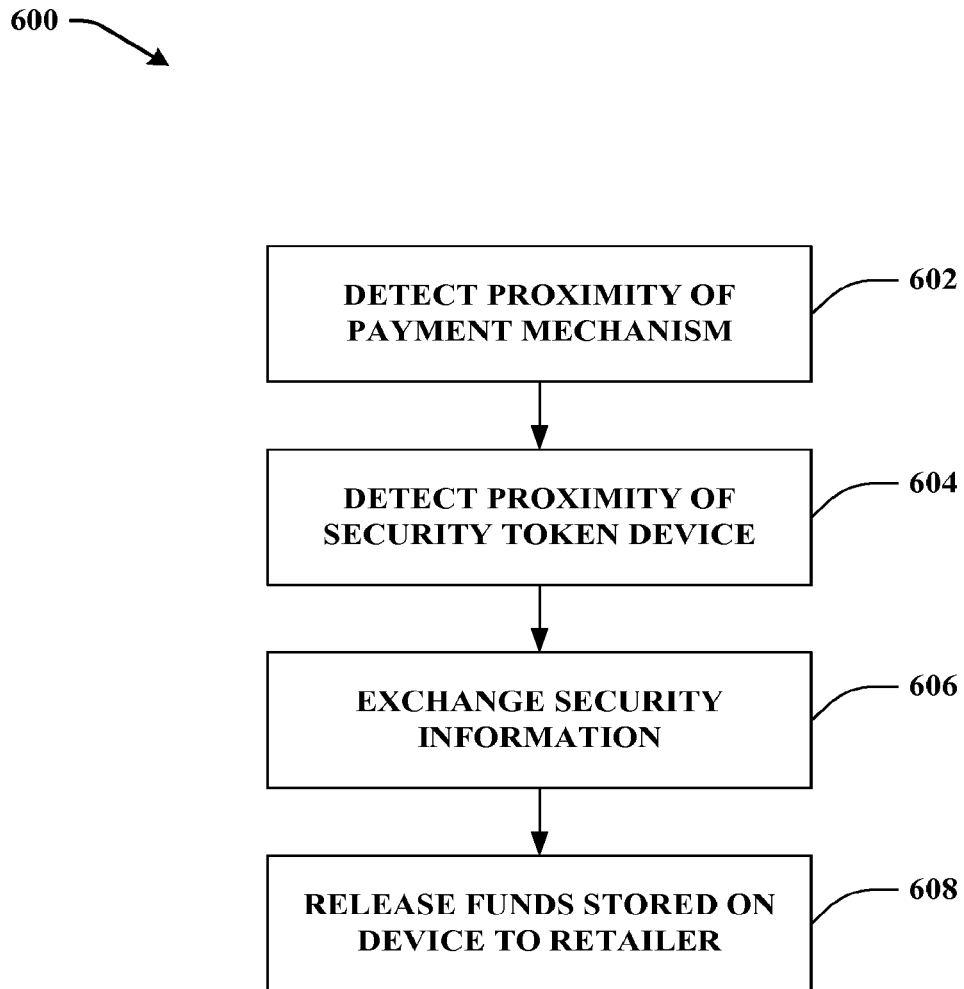 600
DETECT PROXIMITY OF
PAYMENT MECHANISM
602
DETECT PROXIMITY OF
SECURITY TOKEN DEVICE
604
EXCHANGE SECURITY
INFORMATION
606
RELEASE FUNDS STORED ON
DEVICE TO RETAILER
608